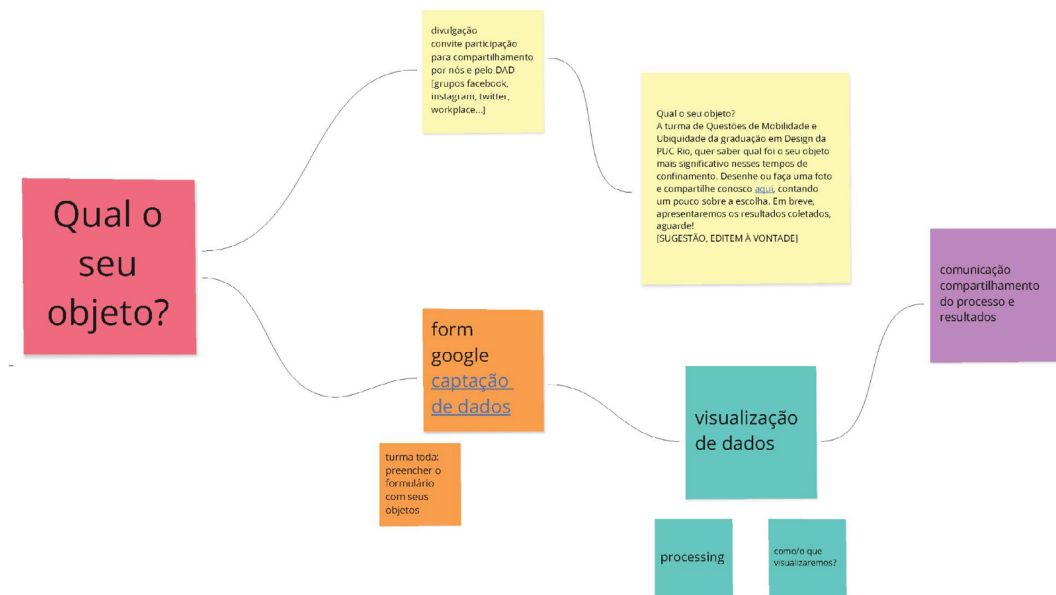 Qual o
seu
objeto?
divulgação
convite participação
para compartilhamento
por nós e pelo DAD
[grupos facebook,
instagram, twitter,
workplace...]
Qual o seu objeto?
A turma de Questões de Mobilidade e
Ubiquidade da graduação em Design da
PUC Rio, quer saber qual foi o seu objeto
mais significativo nesses tempos de
confinamento. Desenhe ou faça uma foto
e compartilhe conosco aqui, contando
um pouco sobre a escolha. Em breve,
apresentaremos os resultados coletados,
aguarde!
[SUGESTÃO, EDITEM À VONTADE]
form
google
captação
de dados
turma toda:
preencher o
formulário
com seus
objetos
visualização
de dados
processing
como/o que
visualizaremos?
comunicação
compartilhamento
do processo e
resultados